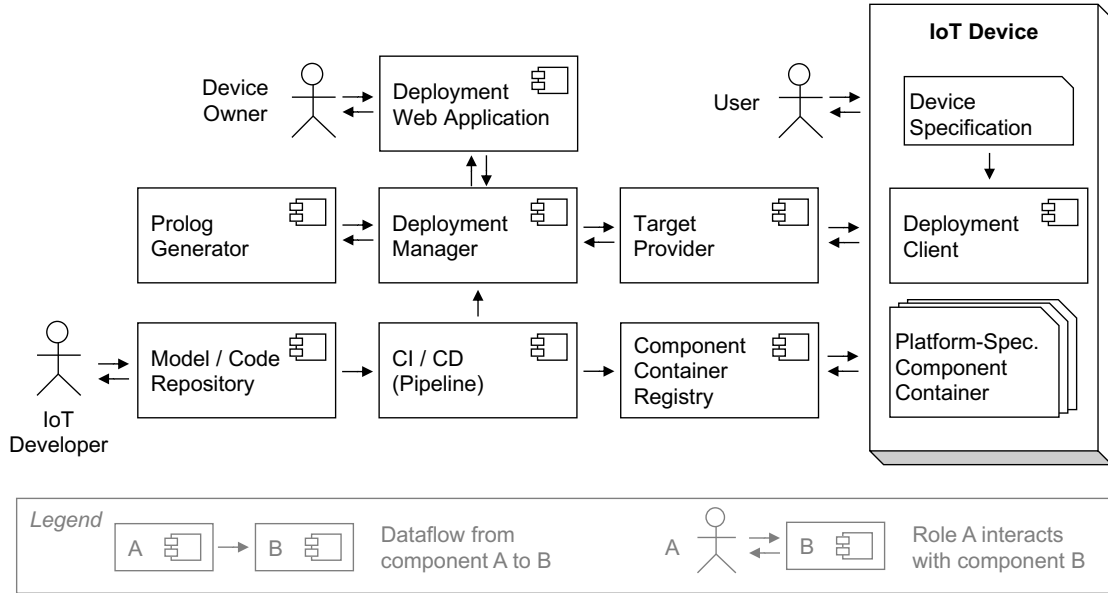 IoT Device
Device
Owner
Deployment
Web Application
User
Device
Specification
Prolog
Generator
Deployment
Manager
Target
Provider
Deployment
Client
Model / Code
Repository
CI / CD
(Pipeline)
Component
Container
Registry
Platform-Spec.
Component
Container
IoT
Developer
Legend
A
B
Dataflow from
component A to B
A
B
Role A interacts
with component B